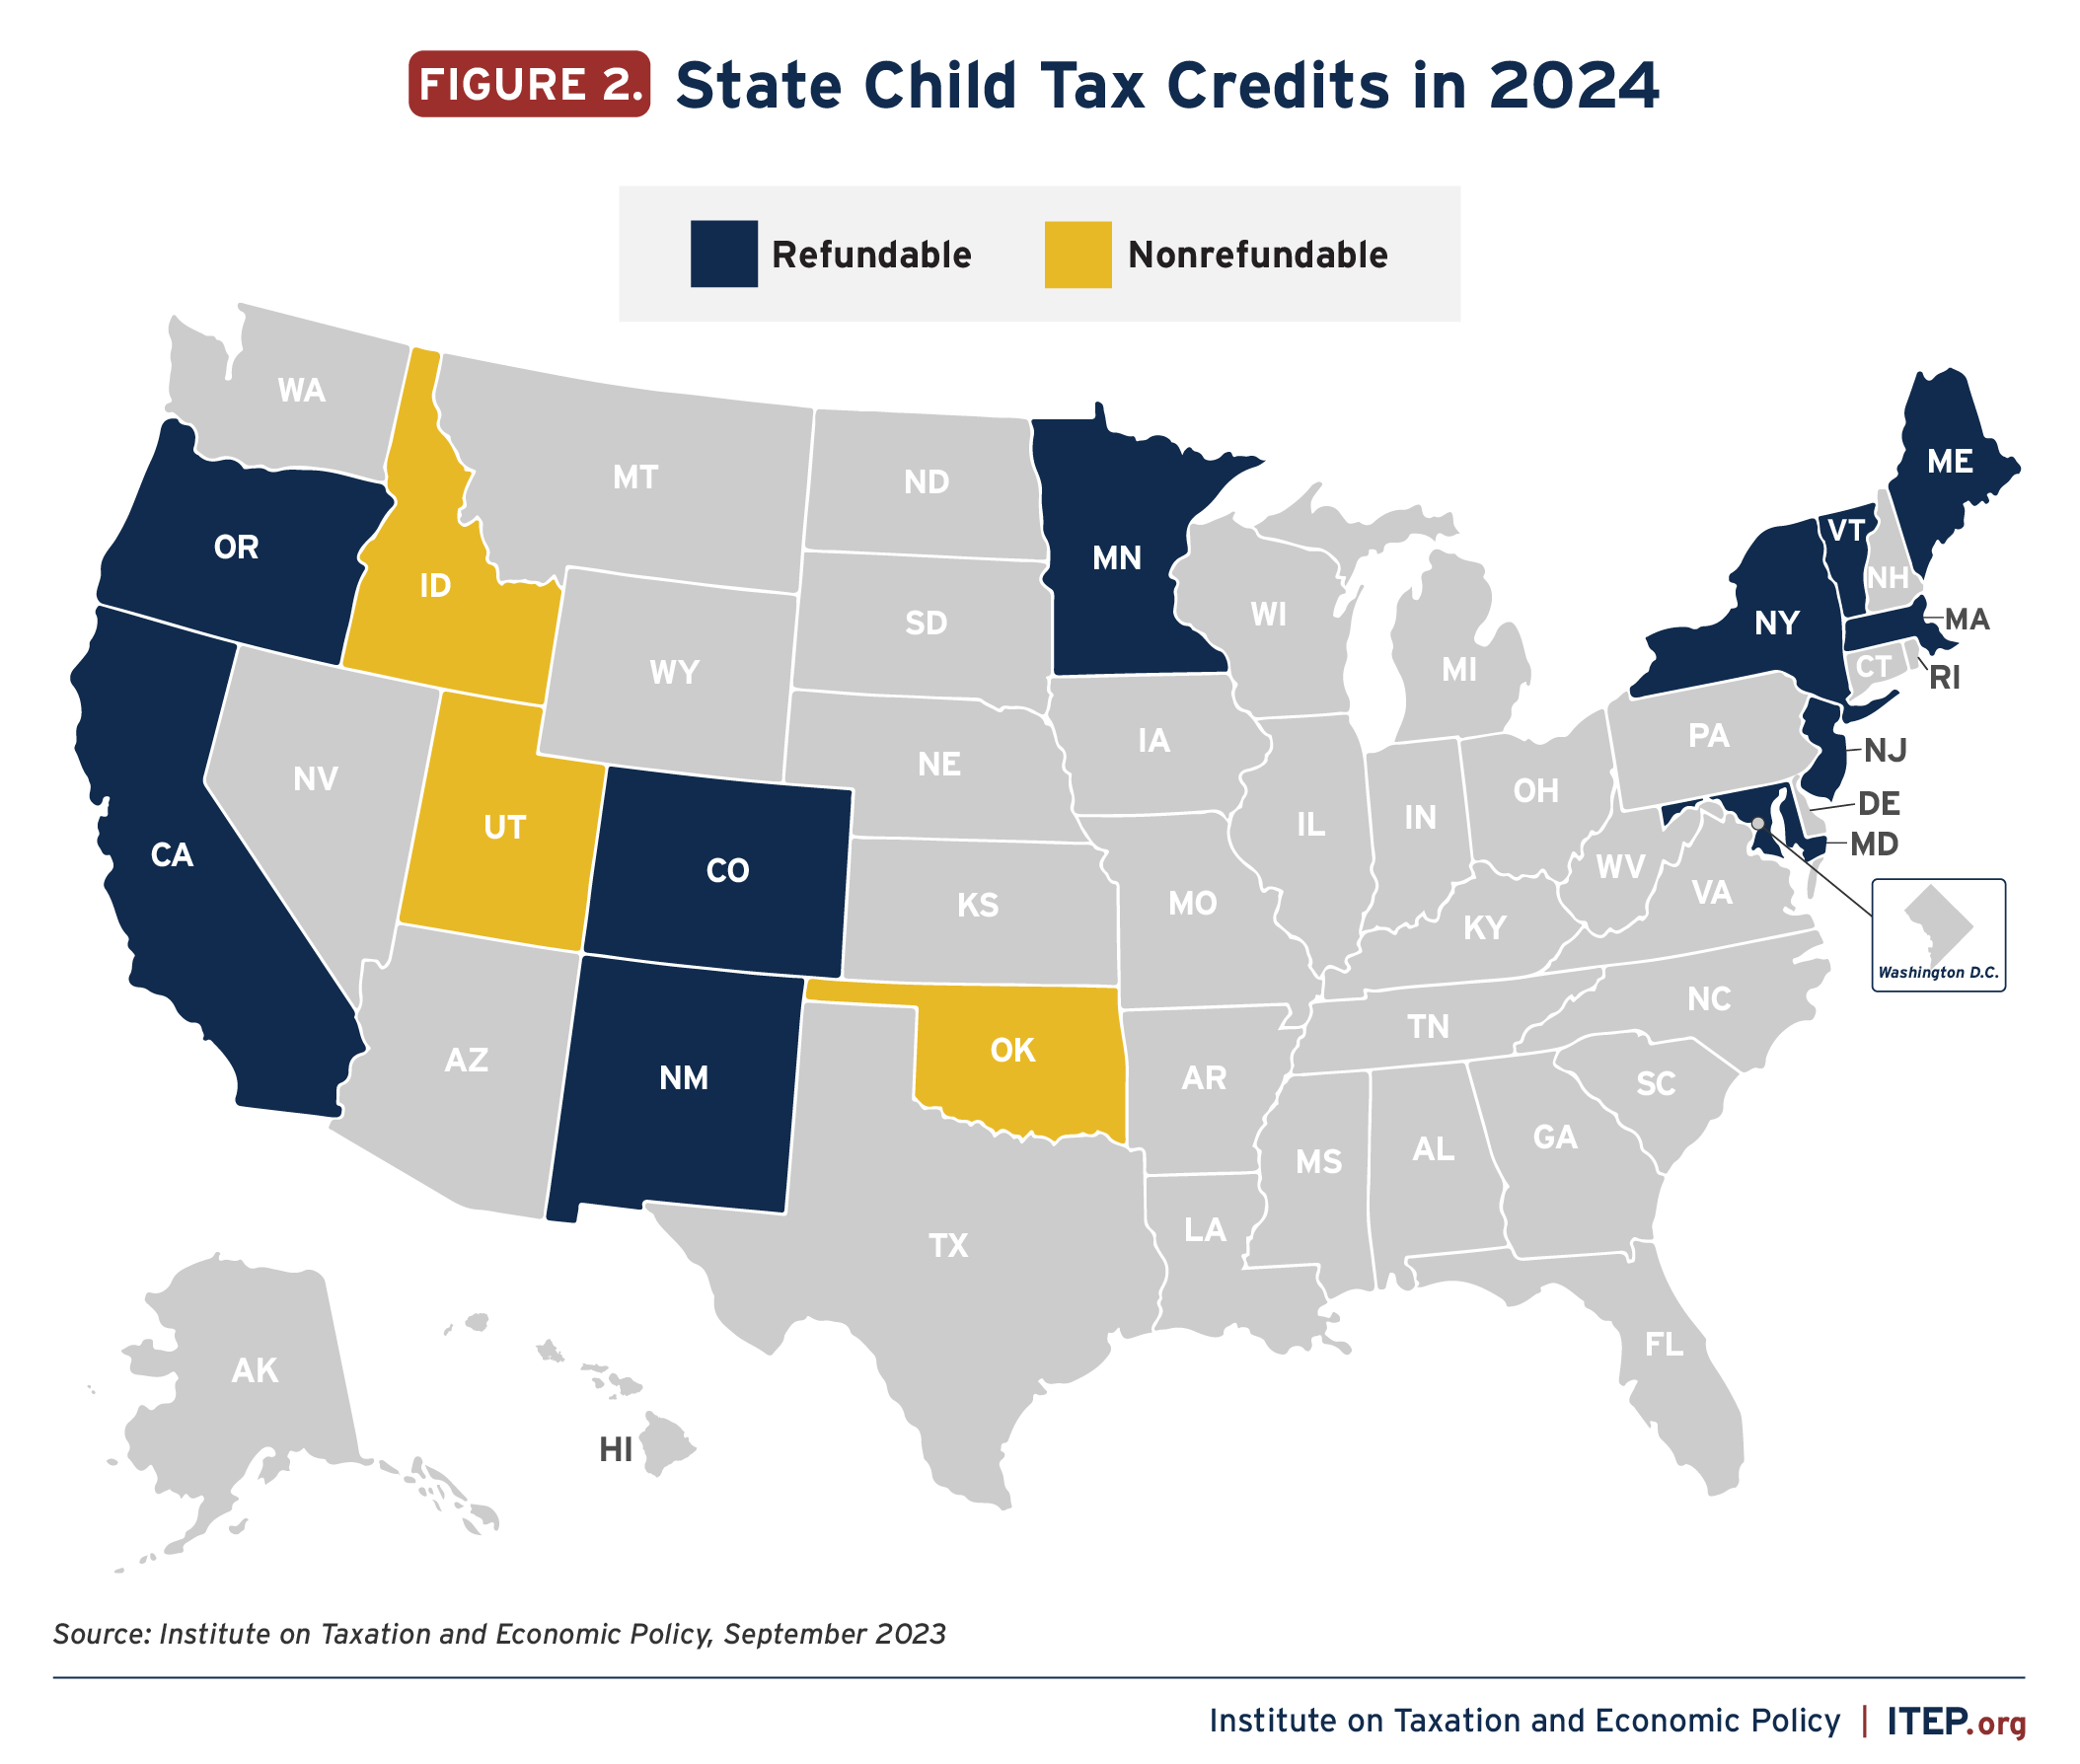 FIGURE 2. State Child Tax Credits in 2024
Refundable
Nonrefundable
WA
MT
ND
MN
ME
OR
ID
VT
NH
WI
SD
NY
MA
WY
MI
CT
RI
NV
NE
IA
PA
NJ
UT
CA
CO
IL
IN
OH
DE
MD
KS
MO
WV
VA
KY
Washington D.C.
AZ
NM
OK
AR
TN
NC
SC
MS
AL
GA
TX
LA
FL
AK
HI
Source: Institute on Taxation and Economic Policy, September 2023
Institute on Taxation and Economic Policy | ITEP.org